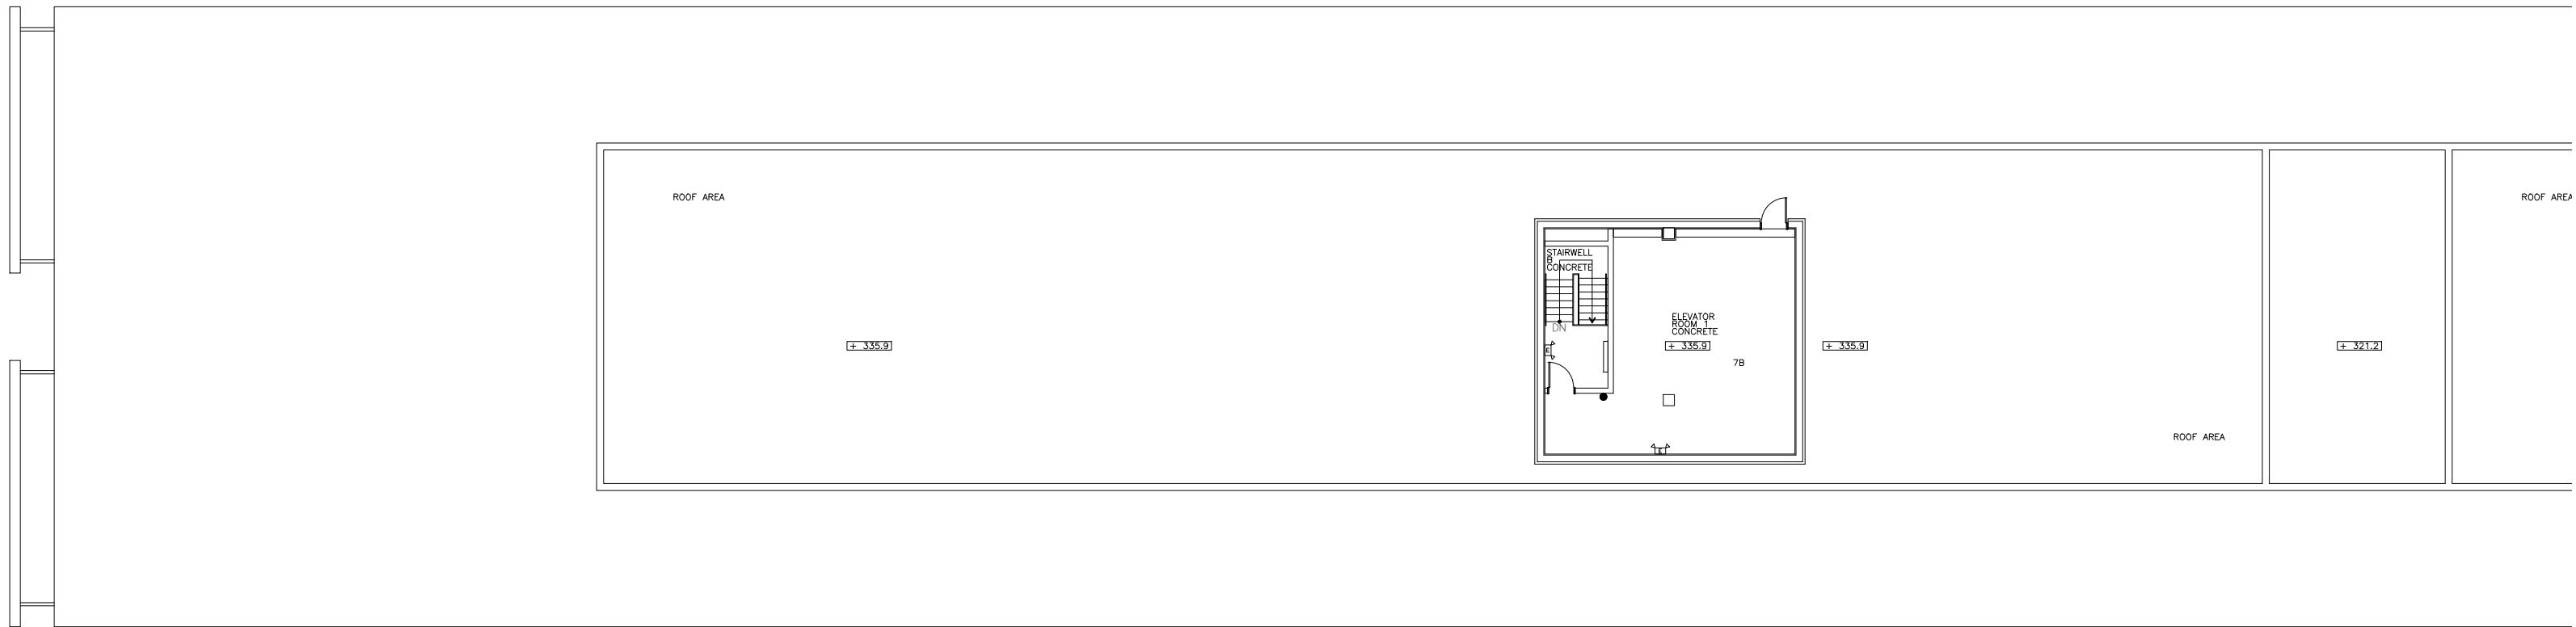 ROOF AREA
ROOF AREA
STAIRWELL
B
CONCRETE
DN
E
ELEVATOR
ROOM 1
CONCRETE
+ 335.9
+ 335.9
+ 335.9
+ 321.2
7B
ROOF AREA
E